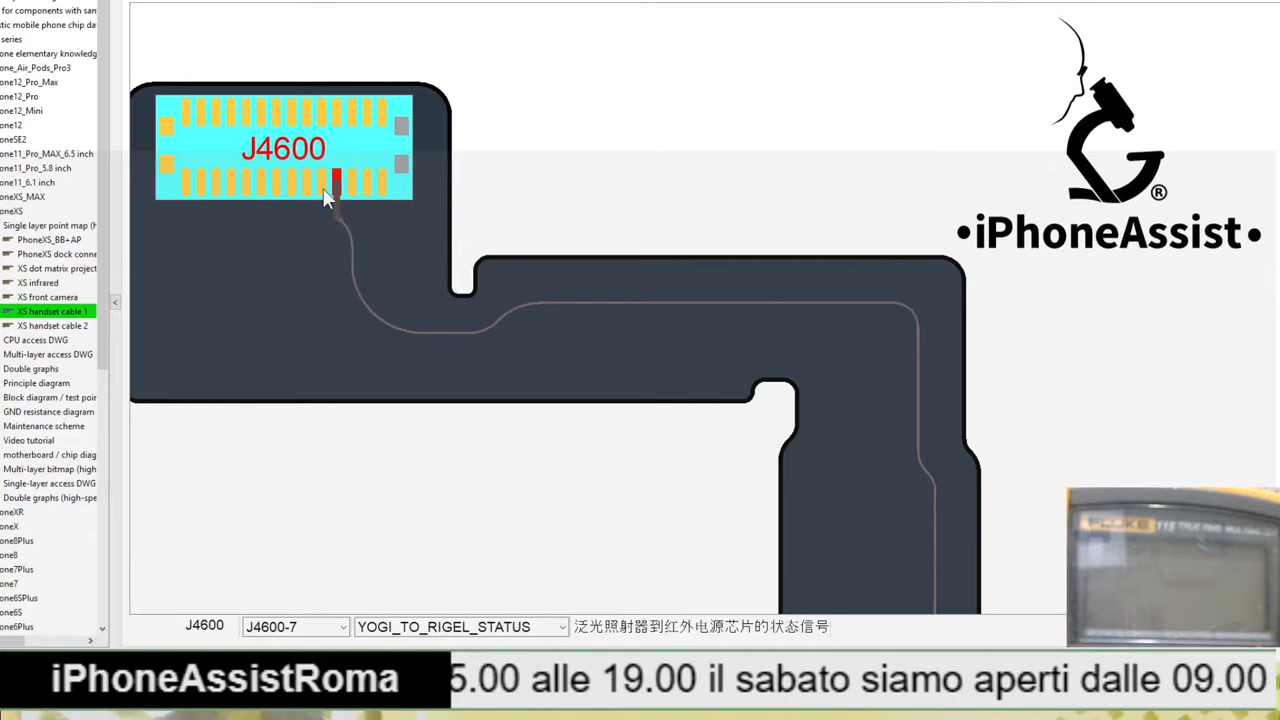 for components with sam
stic mobile phone chip da
series
one elementary knowledg
one_Air_Pods_Pro3
one12_Pro_Max
one12_Pro
one12_Mini
one12
oneSE2
one11_Pro_MAX_6.5 inch
one11_Pro_5.8 inch
one11_6.1 inch
oneXS_MAX
oneXS
Single layer point map (h
PhoneXS_BB+AP
PhoneXS dock conne
XS dot matrix project
XS infrared
XS front camera
XS handset cable 1
XS handset cable 2
CPU access DWG
Multi-layer access DWG
Double graphs
Principle diagram
Block diagram / test poin
GND resistance diagram
Maintenance scheme
Video tutorial
motherboard / chip diag
Multi-layer bitmap (high
Single-layer access DWG
Double graphs (high-spe
oneXR
oneX
one8Plus
one8
one7Plus
one7
one6SPlus
one6S
one6Plus
J4600
®
•iPhoneAssist•
FLUKE 115 TRUE RMS
J4600
J4600-7
YOGI_TO_RIGEL_STATUS
泛光照射器到红外电源芯片的状态信号
iPhoneAssistRoma
5.00 alle 19.00 il sabato siamo aperti dalle 09.00